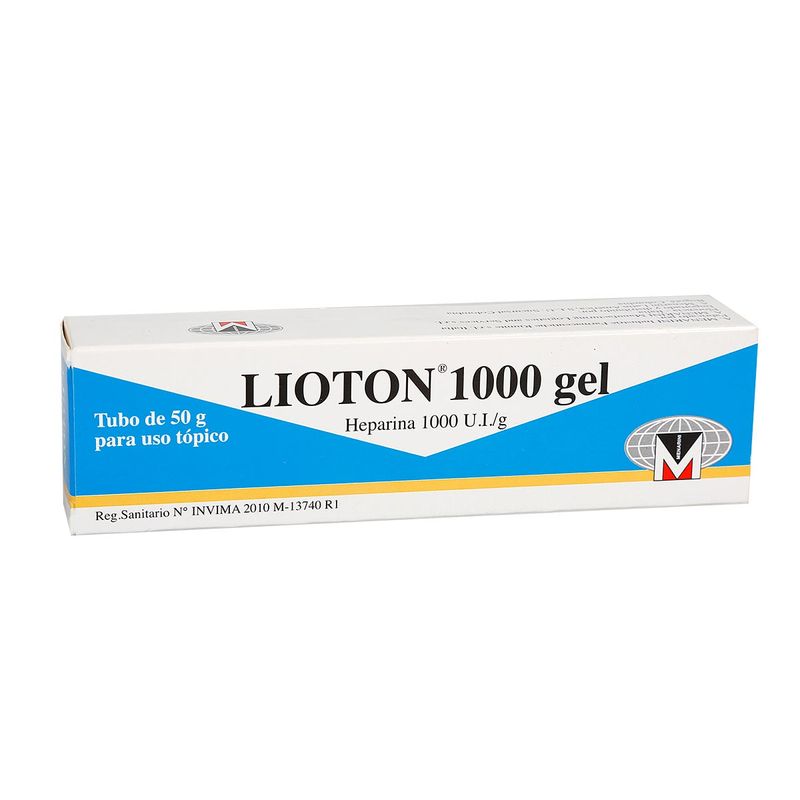 LIOTON® 1000 gel
Heparina 1000 U.I./g
Tubo de 50 g
para uso tópico
MENARINI
M
Reg.Sanitario N° INVIMA 2010 M-13740 R1